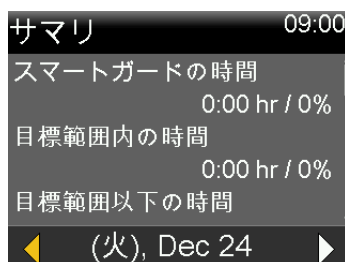 サマリ 09:00
スマートガードの時間
0:00 hr / 0%
目標範囲内の時間
0:00 hr / 0%
目標範囲以下の時間
(火), Dec 24